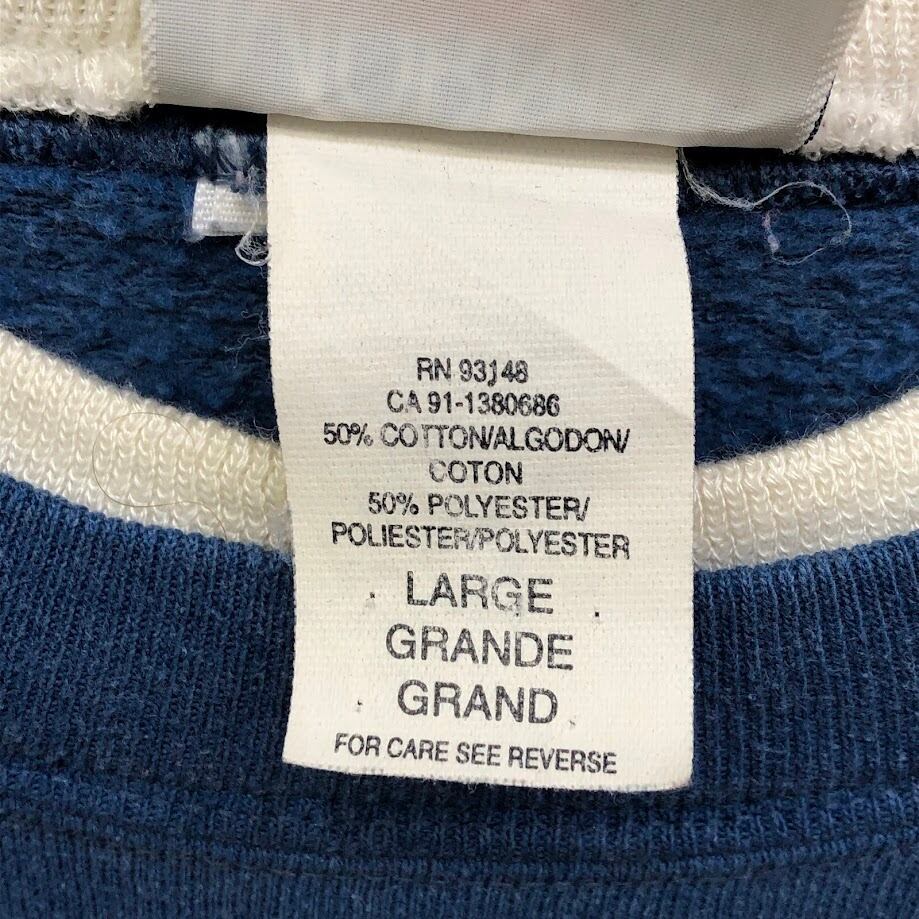 RN 93148
CA 91-1380686
50% COTTON/ALGODON/
COTON
50% POLYESTER/
POLIESTER/POLYESTER
LARGE
GRANDE
GRAND
FOR CARE SEE REVERSE